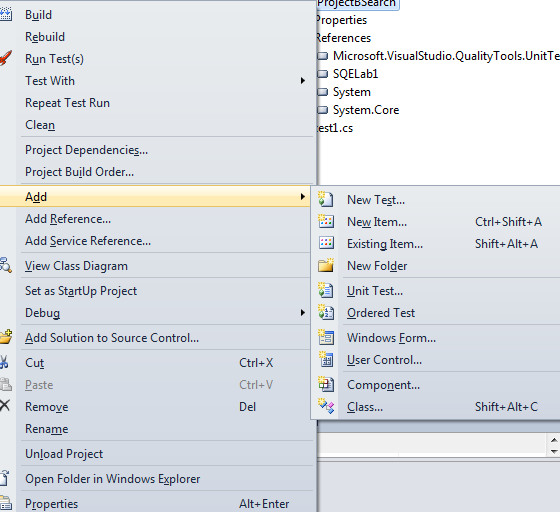 ProjectBSearch
Properties
References
Microsoft.VisualStudio.QualityTools.UnitTe
SQELab1
System
System.Core
est1.cs
Build
Rebuild
Run Test(s)
Test With
Repeat Test Run
Clean
Project Dependencies...
Project Build Order...
Add
Add Reference...
Add Service Reference...
View Class Diagram
Set as StartUp Project
Debug
Add Solution to Source Control...
Cut Ctrl+X
Paste Ctrl+V
Remove Del
Rename
Unload Project
Open Folder in Windows Explorer
Properties Alt+Enter
New Test...
New Item... Ctrl+Shift+A
Existing Item... Shift+Alt+A
New Folder
Unit Test...
Ordered Test
Windows Form...
User Control...
Component...
Class... Shift+Alt+C